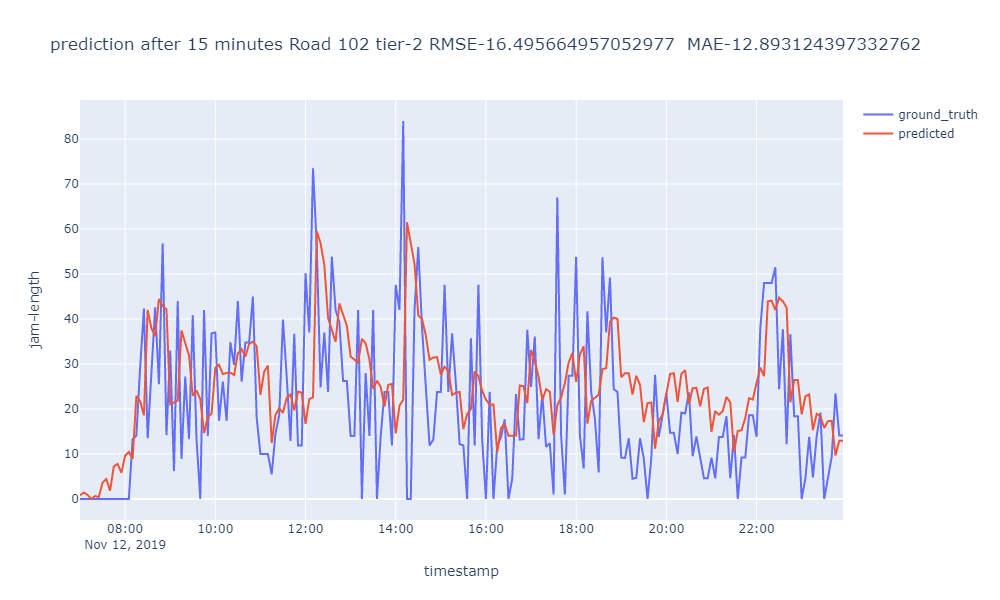 prediction after 15 minutes Road 102 tier-2 RMSE-16.495664957052977  MAE-12.893124397332762
ground_truth
predicted
80
70
60
50
40
30
20
10
0
jam-length
08:00 10:00 12:00 14:00 16:00 18:00 20:00 22:00
Nov 12, 2019
timestamp